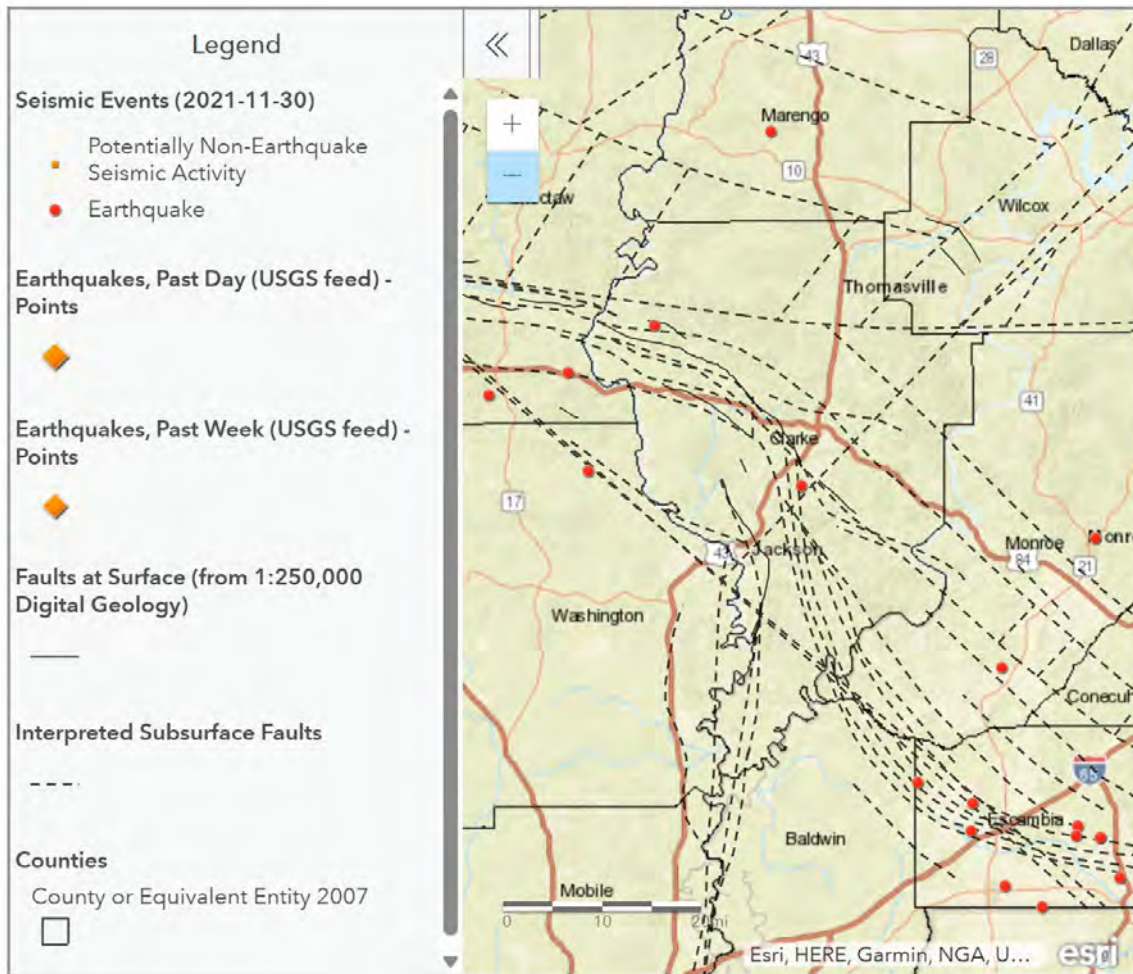 Legend
Seismic Events (2021-11-30)
Potentially Non-Earthquake
Seismic Activity
Earthquake
Earthquakes, Past Day (USGS feed) -
Points
Earthquakes, Past Week (USGS feed) -
Points
Faults at Surface (from 1:250,000
Digital Geology)
Interpreted Subsurface Faults
Counties
County or Equivalent Entity 2007
+
−
43
Dallas
28
Marengo
10
Wilcox
Thomasville
41
Clarke
17
43
Jackson
Monroe
84
21
Washington
Conecuh
65
Escambia
Baldwin
Mobile
0 10 20 mi
Esri, HERE, Garmin, NGA, U...
esri